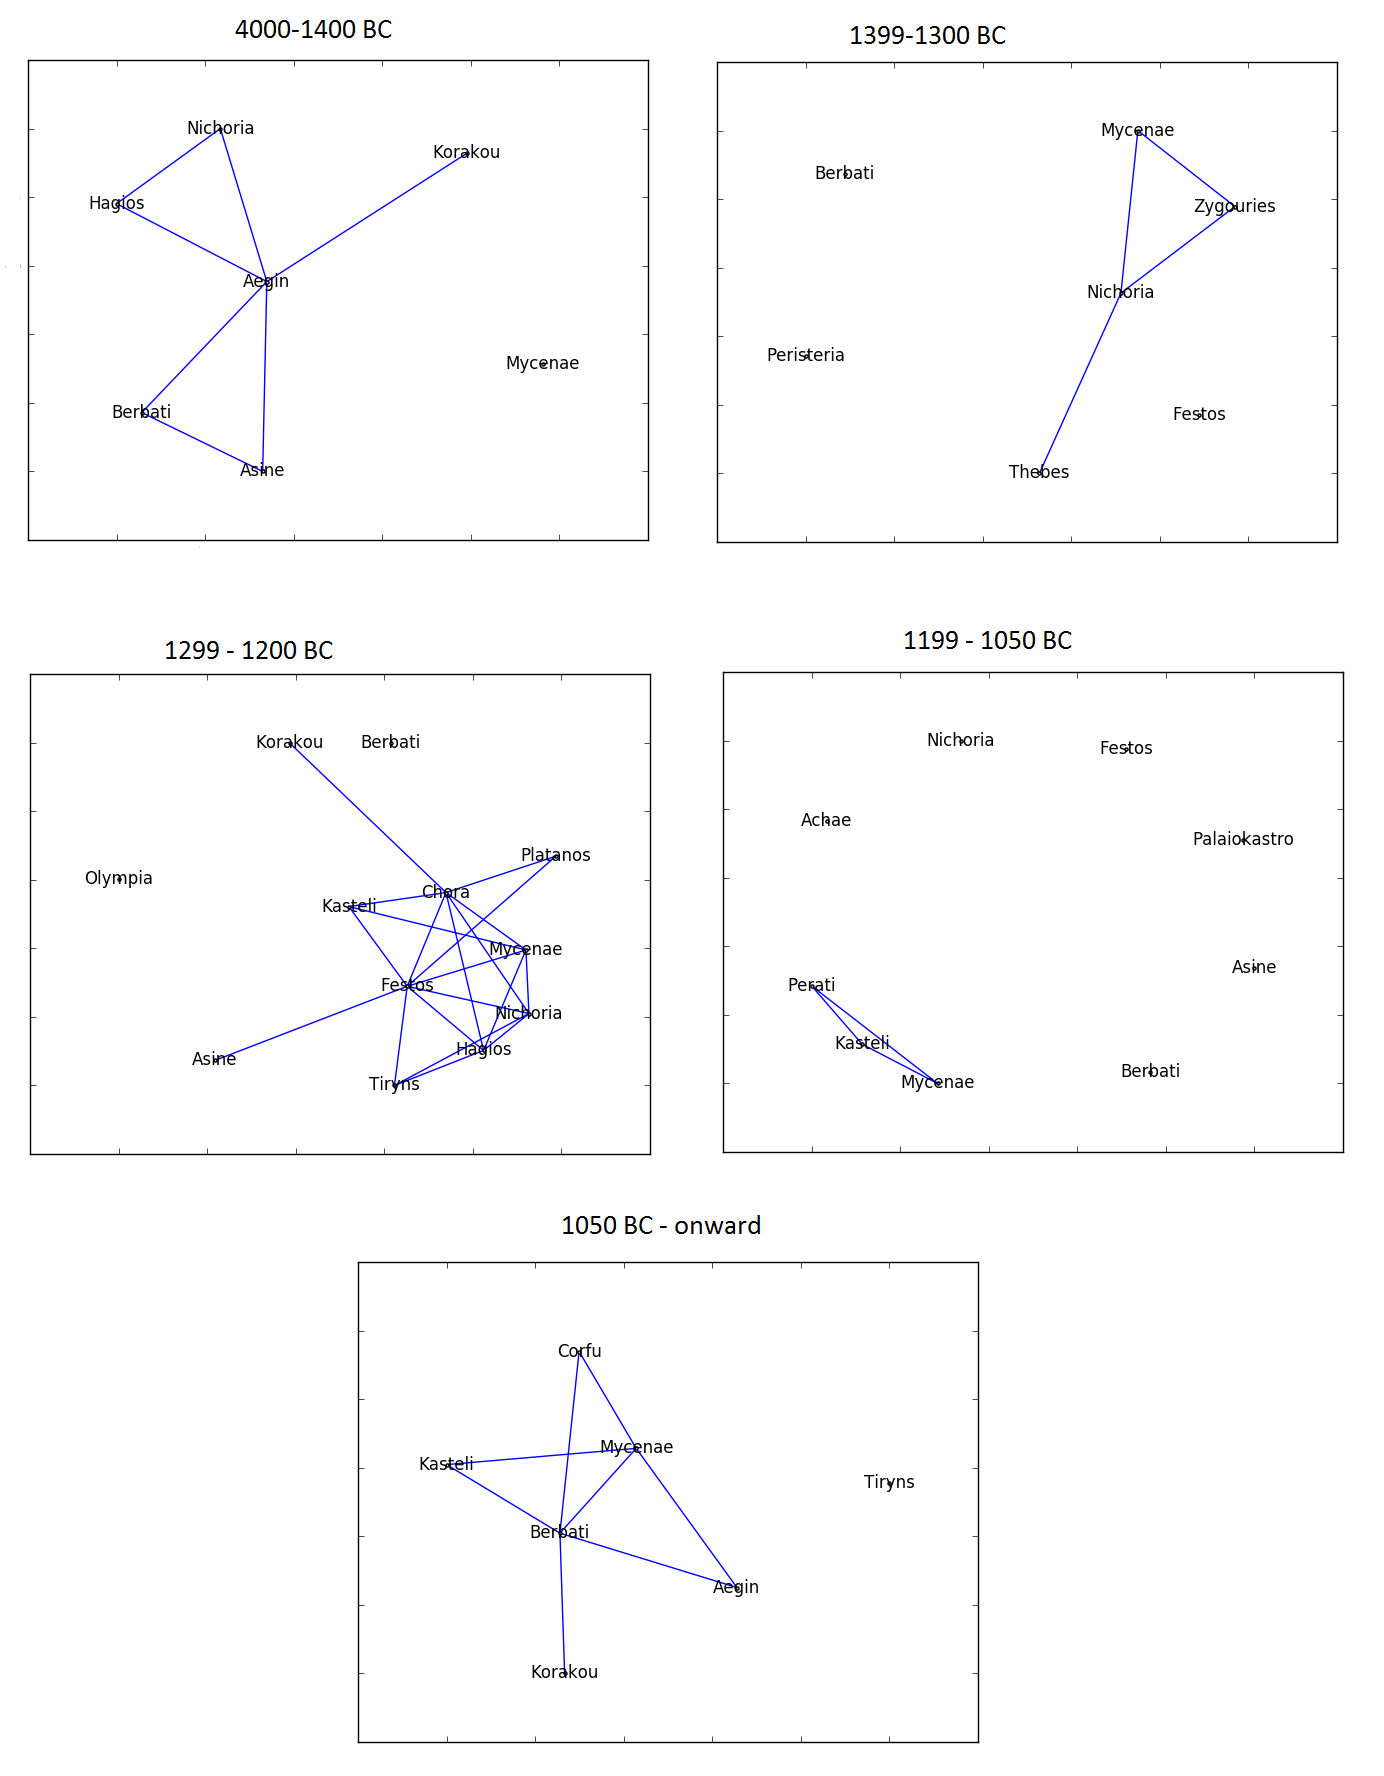 4000-1400 BC
Nichoria
Korakou
Hagios
Aegin
Mycenae
Berbati
Asine
1399-1300 BC
Mycenae
Berbati
Zygouries
Nichoria
Peristeria
Festos
Thebes
1299 - 1200 BC
Korakou
Berbati
Platanos
Olympia
Chora
Kasteli
Mycenae
Festos
Nichoria
Hagios
Asine
Tiryns
1199 - 1050 BC
Nichoria
Festos
Achae
Palaiokastro
Asine
Perati
Kasteli
Berbati
Mycenae
1050 BC - onward
Corfu
Mycenae
Kasteli
Tiryns
Berbati
Aegin
Korakou